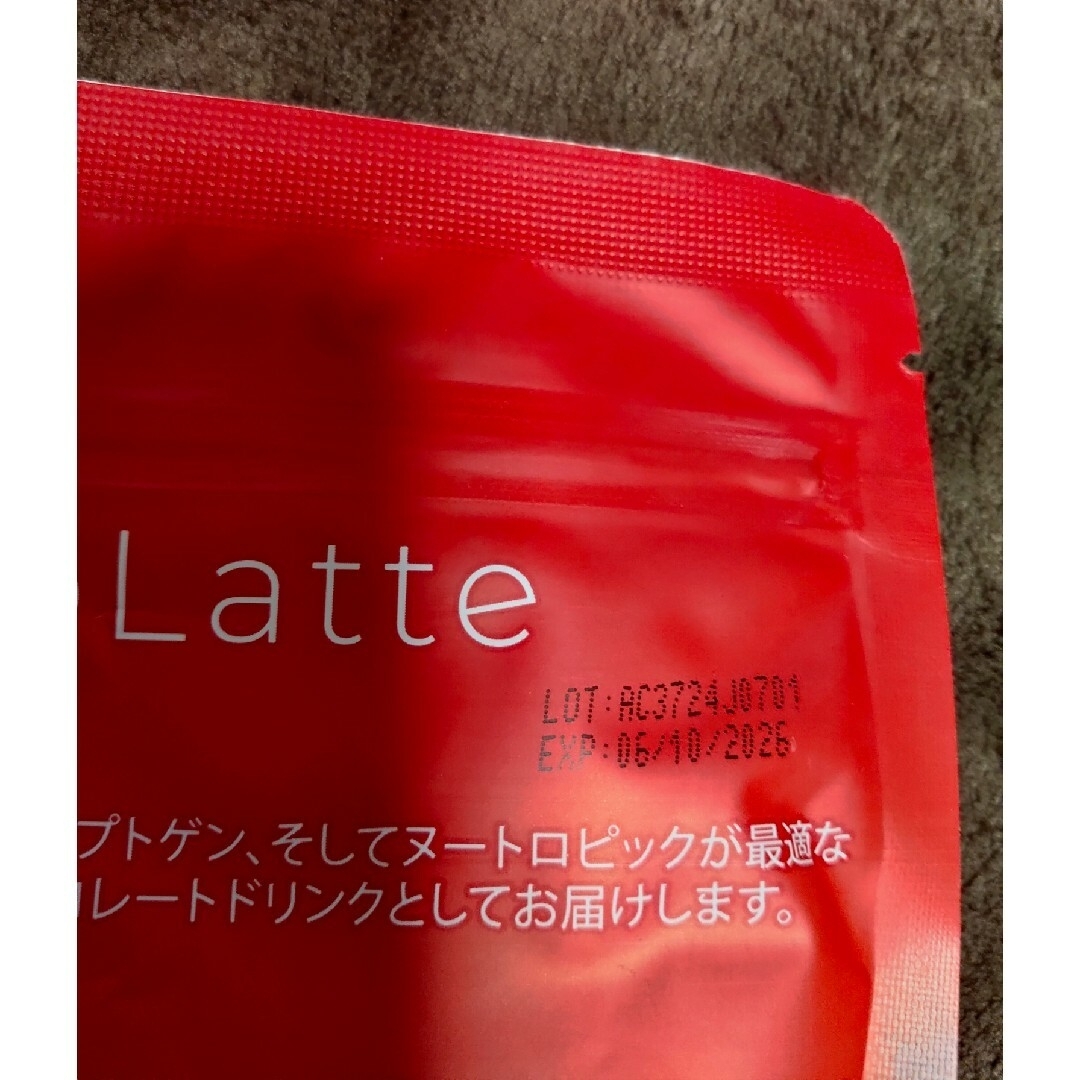 Latte
LOT:AC3724J0701
EXP:06/10/2026
プトゲン、そしてヌートロピックが最適な
レートドリンクとしてお届けします。